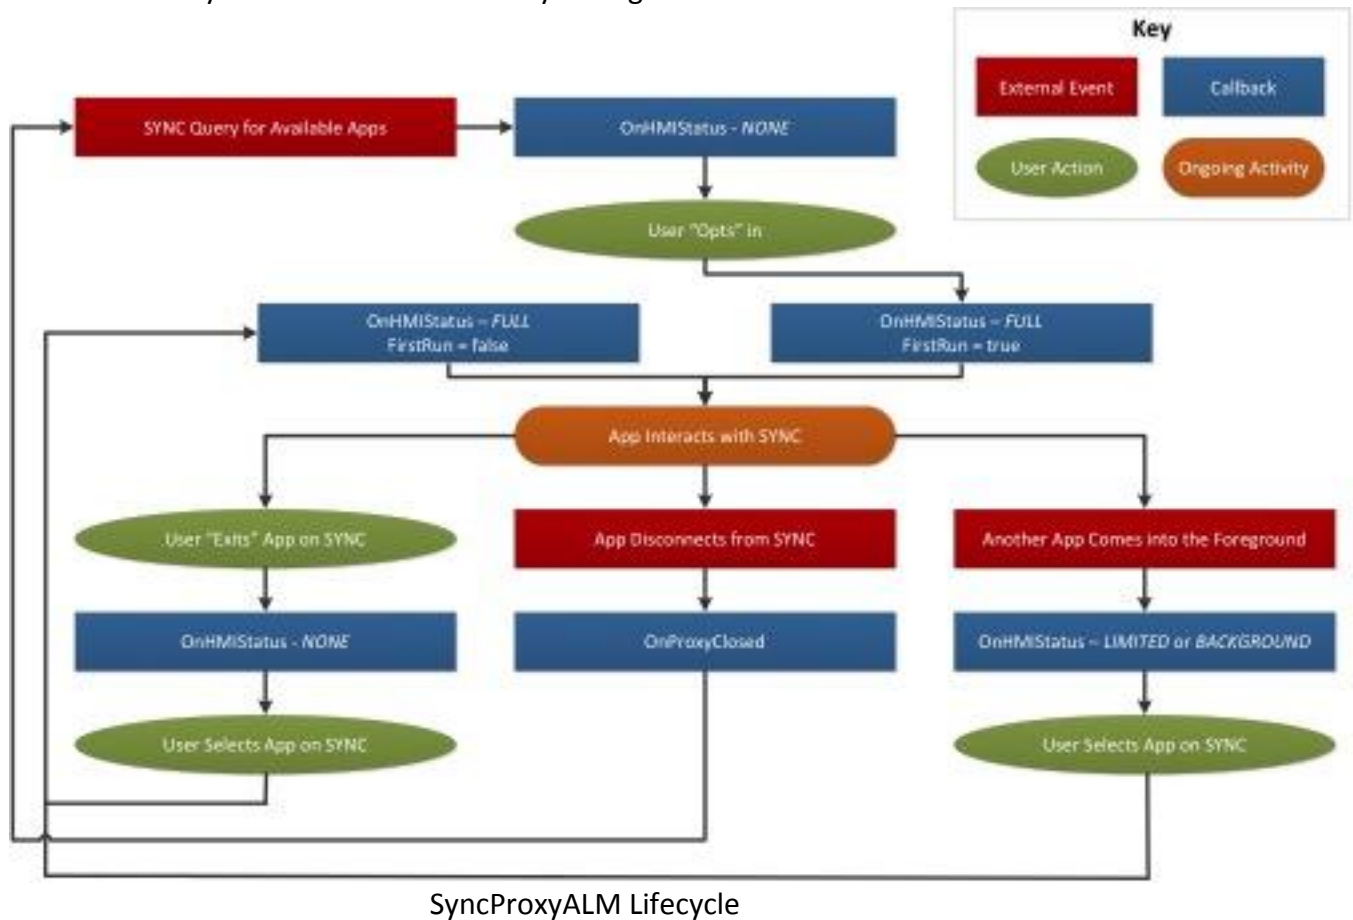 Key
External Event
Callback
User Action
Ongoing Activity
SYNC Query for Available Apps
OnHMIStatus - NONE
User "Opts" in
OnHMIStatus – FULL
FirstRun = false
OnHMIStatus – FULL
FirstRun = true
App Interacts with SYNC
User "Exits" App on SYNC
App Disconnects from SYNC
Another App Comes into the Foreground
OnHMIStatus - NONE
OnProxyClosed
OnHMIStatus – LIMITED or BACKGROUND
User Selects App on SYNC
User Selects App on SYNC
SyncProxyALM Lifecycle